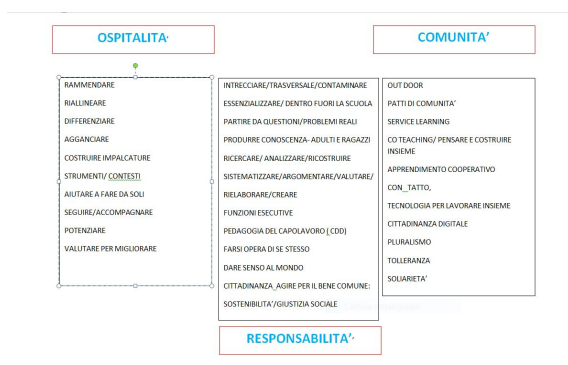 OSPITALITA'
COMUNITA'
RAMMENDARE
RIALLINEARE
DIFFERENZIARE
AGGANCIARE
COSTRUIRE IMPALCATURE
STRUMENTI/ CONTESTI
AIUTARE A FARE DA SOLI
SEGUIRE/ACCOMPAGNARE
POTENZIARE
VALUTARE PER MIGLIORARE
INTRECCIARE/TRASVERSALE/CONTAMINARE
ESSENZIALIZZARE/ DENTRO FUORI LA SCUOLA
PARTIRE DA QUESTIONI/PROBLEMI REALI
PRODURRE CONOSCENZA- ADULTI E RAGAZZI
RICERCARE/ ANALIZZARE/RICOSTRUIRE
SISTEMATIZZARE/ARGOMENTARE/VALUTARE/
RIELABORARE/CREARE
FUNZIONI ESECUTIVE
PEDAGOGIA DEL CAPOLAVORO ( CDD)
FARSI OPERA DI SE STESSO
DARE SENSO AL MONDO
CITTADINANZA_AGIRE PER IL BENE COMUNE:
SOSTENIBILITA'/GIUSTIZIA SOCIALE
OUT DOOR
PATTI DI COMUNITA'
SERVICE LEARNING
CO TEACHING/ PENSARE E COSTRUIRE
INSIEME
APPRENDIMENTO COOPERATIVO
CON_TATTO,
TECNOLOGIA PER LAVORARE INSIEME
CITTADINANZA DIGITALE
PLURALISMO
TOLLERANZA
SOLIARIETA'
RESPONSABILITA'